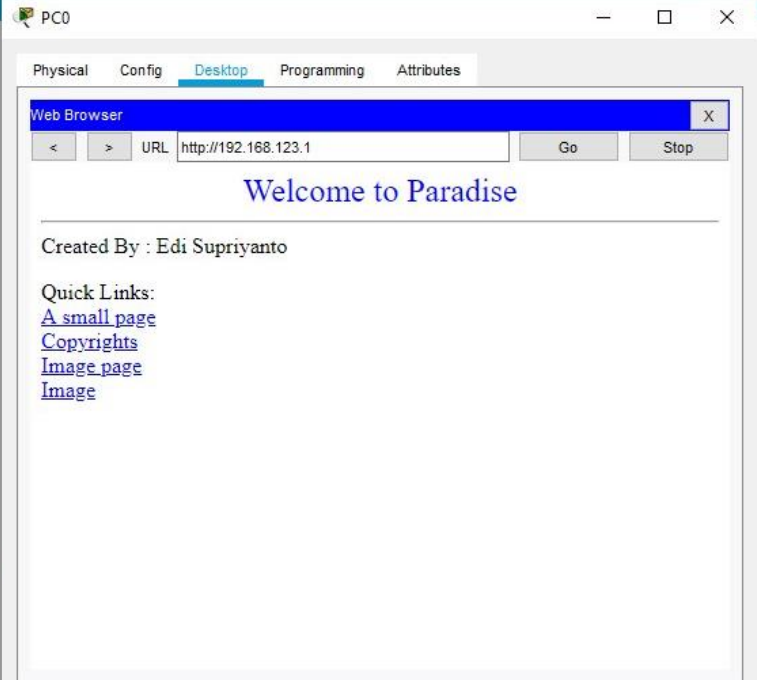 PC0
Physical Config Desktop Programming Attributes
Web Browser X
< > URL http://192.168.123.1 Go Stop
Welcome to Paradise
Created By : Edi Supriyanto
Quick Links:
A small page
Copyrights
Image page
Image